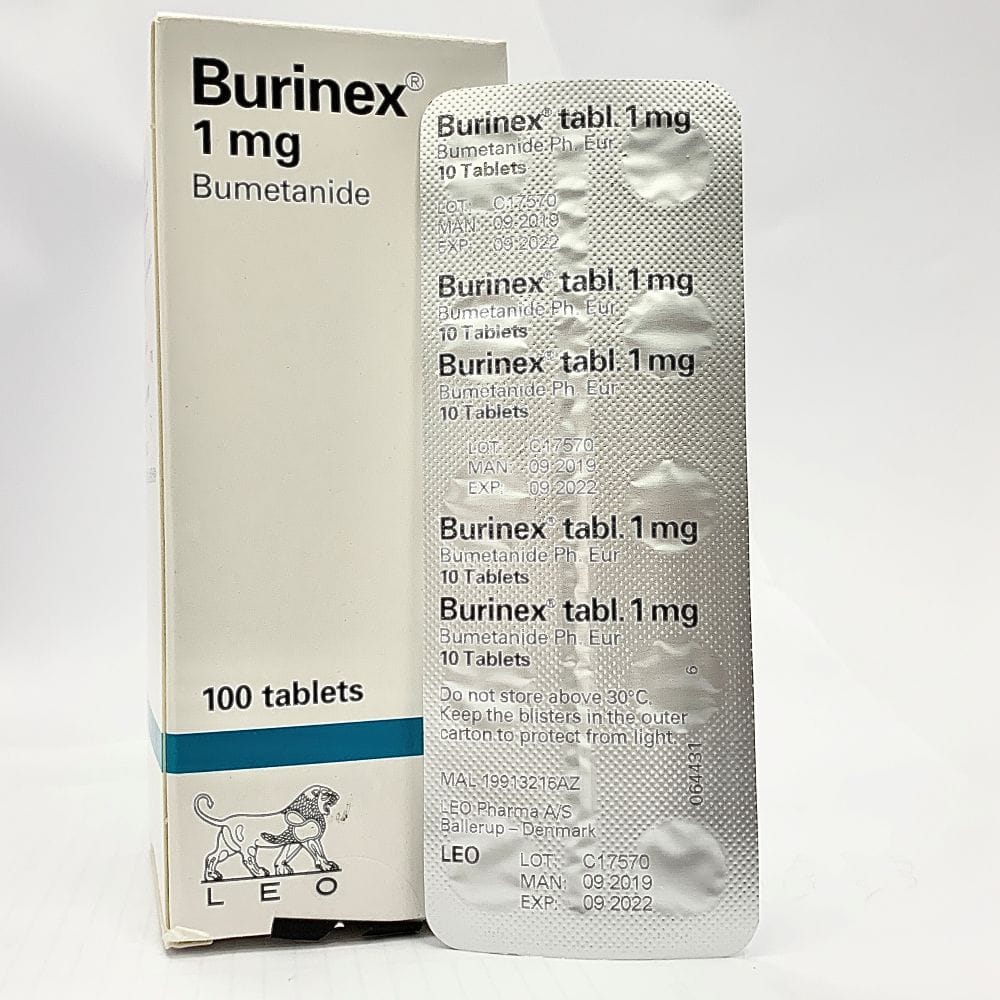 Burinex®
1 mg
Bumetanide
100 tablets
L E O
Burinex® tabl. 1 mg
Bumetanide Ph. Eur
10 Tablets
LOT: C17570
MAN: 09 2019
EXP: 09 2022
Burinex® tabl. 1 mg
Bumetanide Ph. Eur
10 Tablets
Burinex® tabl. 1 mg
Bumetanide Ph. Eur
10 Tablets
LOT: C17570
MAN: 09 2019
EXP: 09 2022
Burinex® tabl. 1 mg
Bumetanide Ph. Eur
10 Tablets
Burinex® tabl. 1 mg
Bumetanide Ph. Eur
10 Tablets
Do not store above 30°C.
Keep the blisters in the outer
carton to protect from light.
MAL 19913216AZ
LEO Pharma A/S
Ballerup – Denmark
LEO
LOT: C17570
MAN: 09 2019
EXP: 09 2022
064431 6